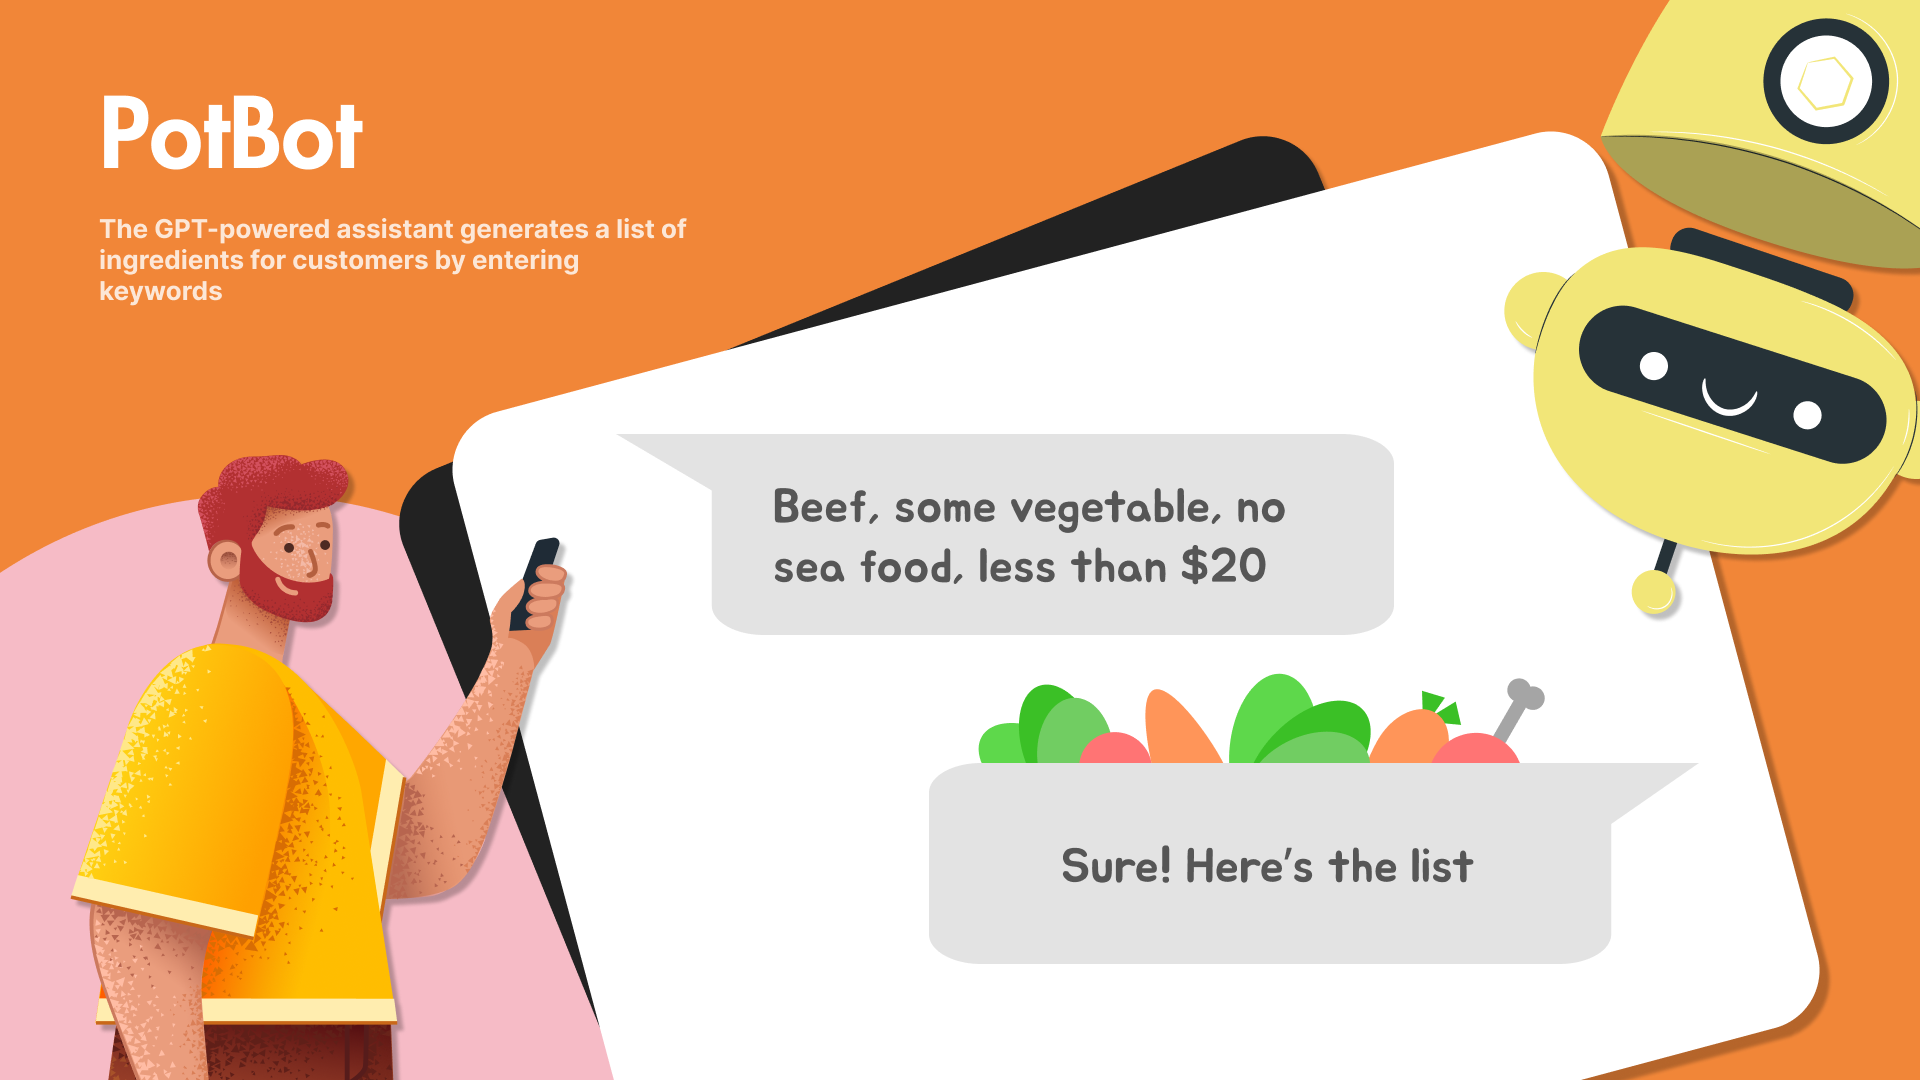 PotBot
The GPT-powered assistant generates a list of
ingredients for customers by entering
keywords
Beef, some vegetable, no
sea food, less than $20
Sure! Here's the list